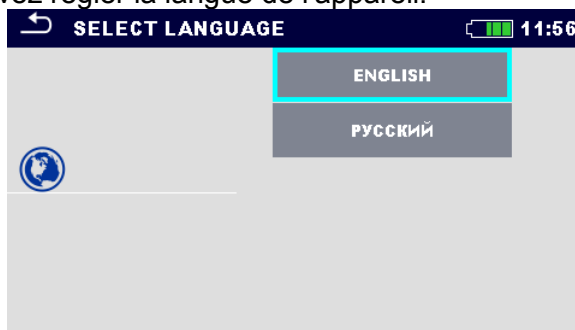 régler la langue de l'appareil.
SELECT LANGUAGE 11:56
ENGLISH
РУССКИЙ